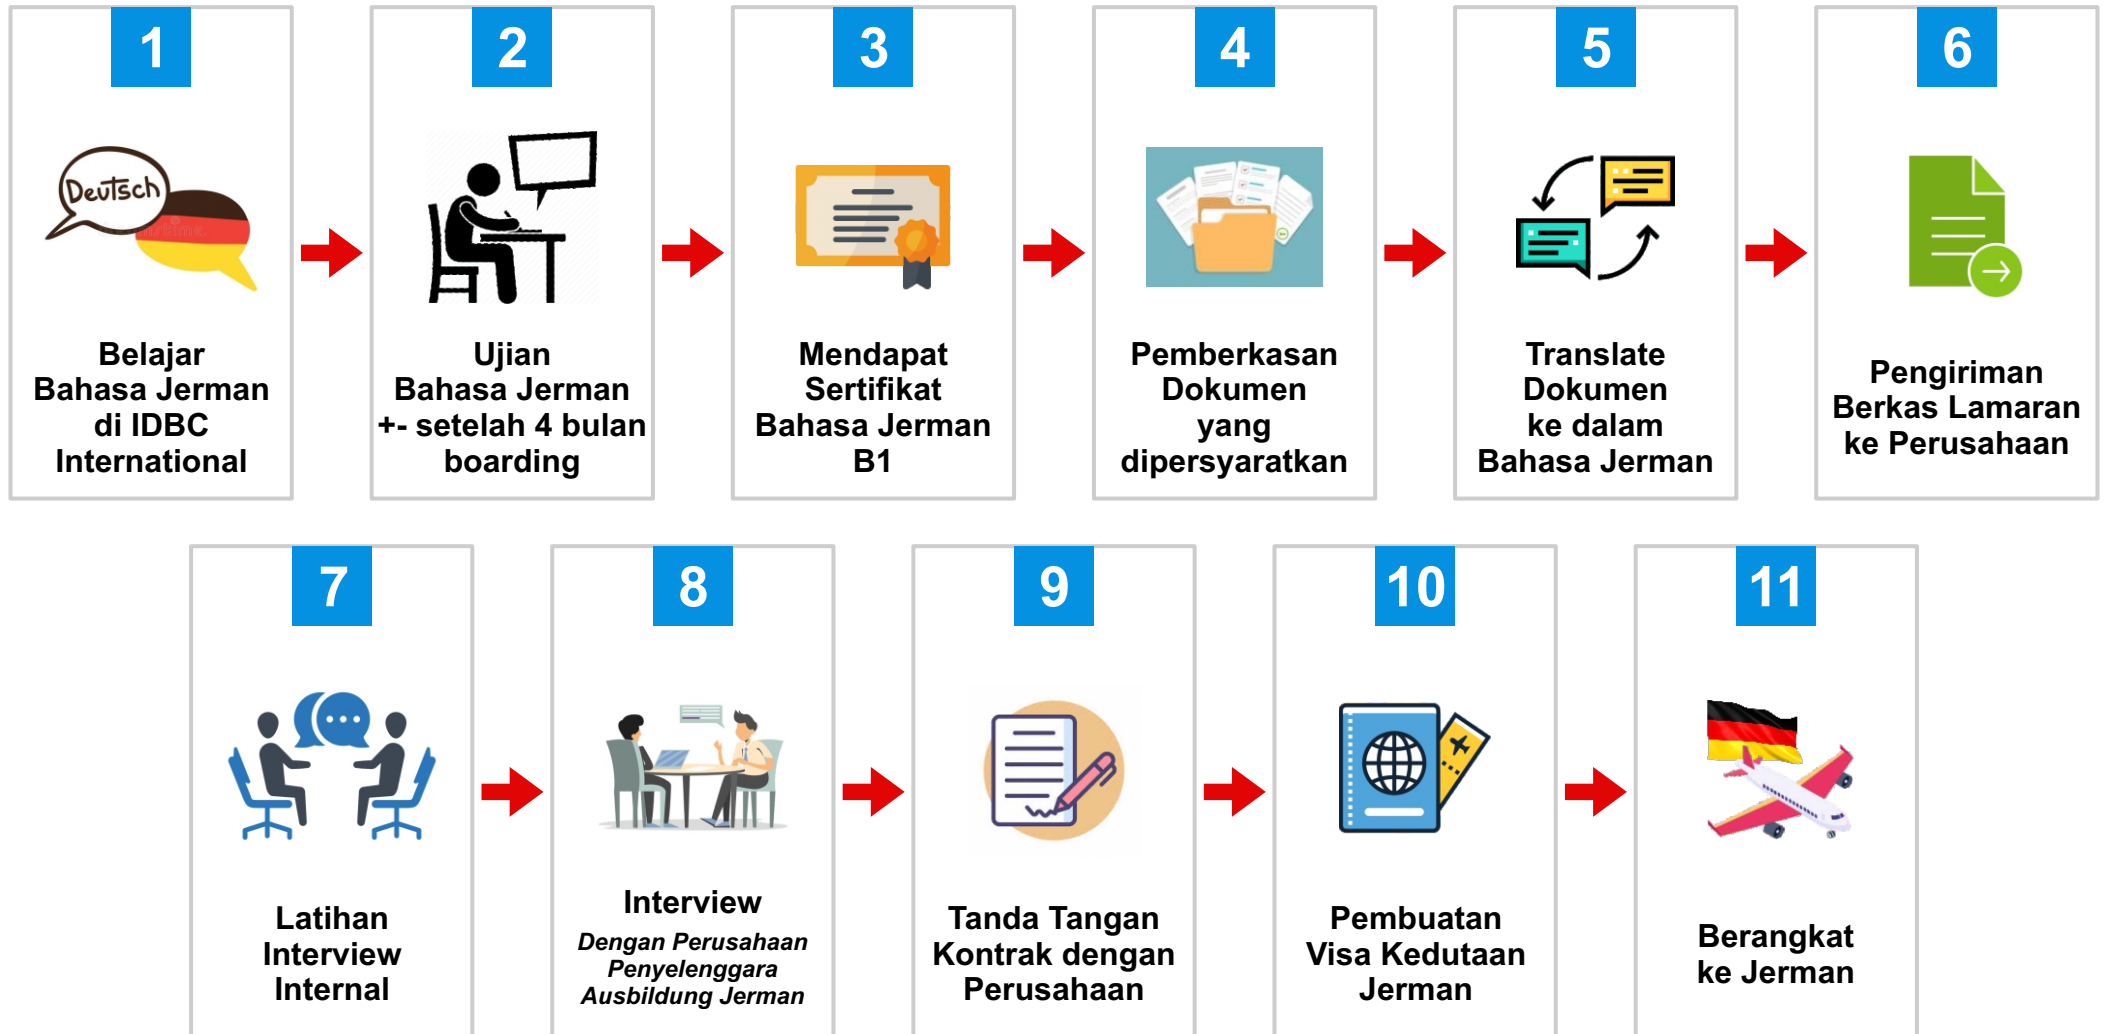 1
Deutsch
Belajar
Bahasa Jerman
di IDBC
International
2
Ujian
Bahasa Jerman
+- setelah 4 bulan
boarding
3
Mendapat
Sertifikat
Bahasa Jerman
B1
4
Pemberkasan
Dokumen
yang
dipersyaratkan
5
Translate
Dokumen
ke dalam
Bahasa Jerman
6
Pengiriman
Berkas Lamaran
ke Perusahaan
7
Latihan
Interview
Internal
8
Interview
Dengan Perusahaan
Penyelenggara
Ausbildung Jerman
9
Tanda Tangan
Kontrak dengan
Perusahaan
10
Pembuatan
Visa Kedutaan
Jerman
11
Berangkat
ke Jerman